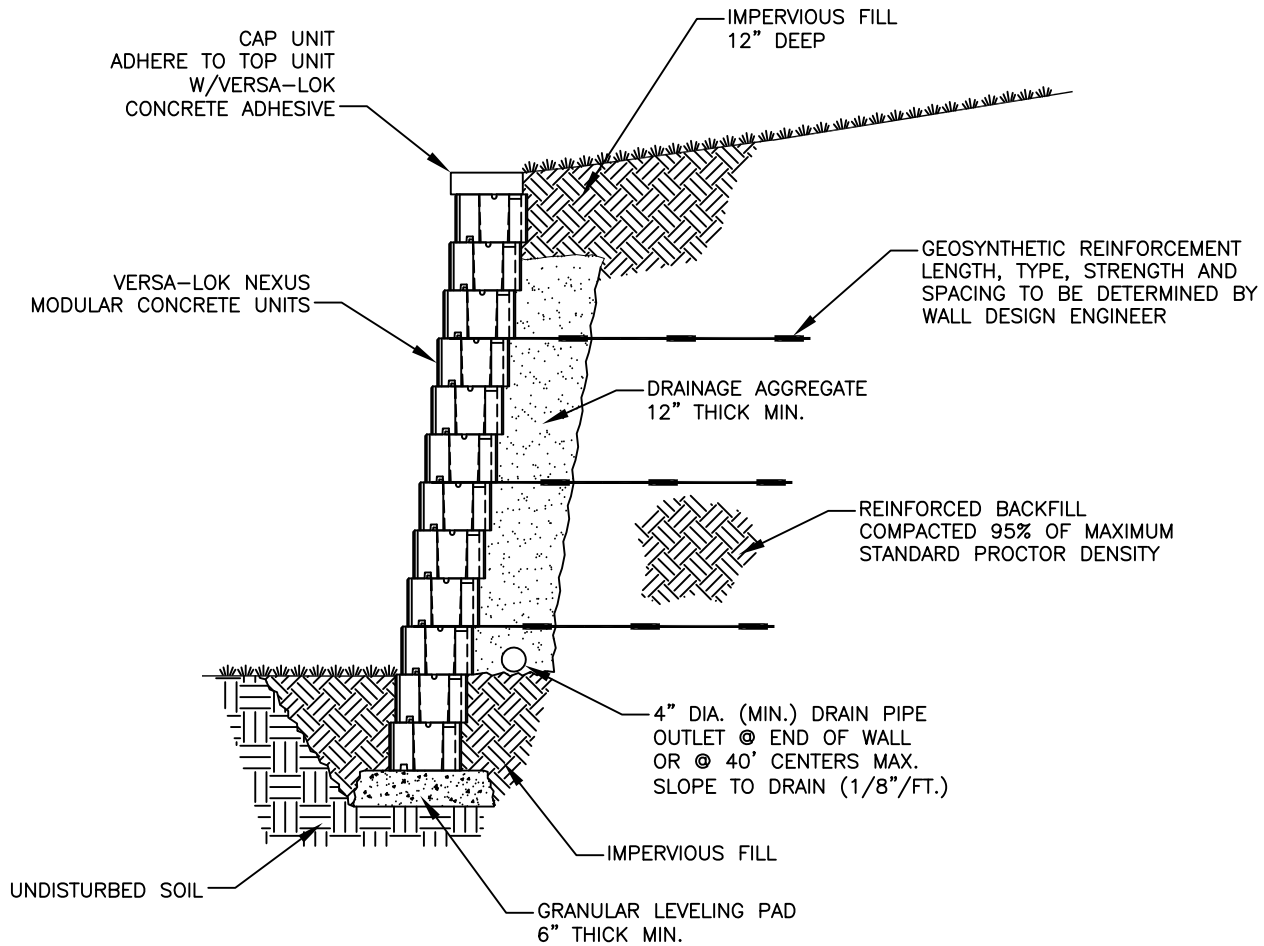 CAP UNIT
ADHERE TO TOP UNIT
W/VERSA-LOK
CONCRETE ADHESIVE
IMPERVIOUS FILL
12" DEEP
VERSA-LOK NEXUS
MODULAR CONCRETE UNITS
GEOSYNTHETIC REINFORCEMENT
LENGTH, TYPE, STRENGTH AND
SPACING TO BE DETERMINED BY
WALL DESIGN ENGINEER
DRAINAGE AGGREGATE
12" THICK MIN.
REINFORCED BACKFILL
COMPACTED 95% OF MAXIMUM
STANDARD PROCTOR DENSITY
4" DIA. (MIN.) DRAIN PIPE
OUTLET @ END OF WALL
OR @ 40' CENTERS MAX.
SLOPE TO DRAIN (1/8"/FT.)
IMPERVIOUS FILL
UNDISTURBED SOIL
GRANULAR LEVELING PAD
6" THICK MIN.